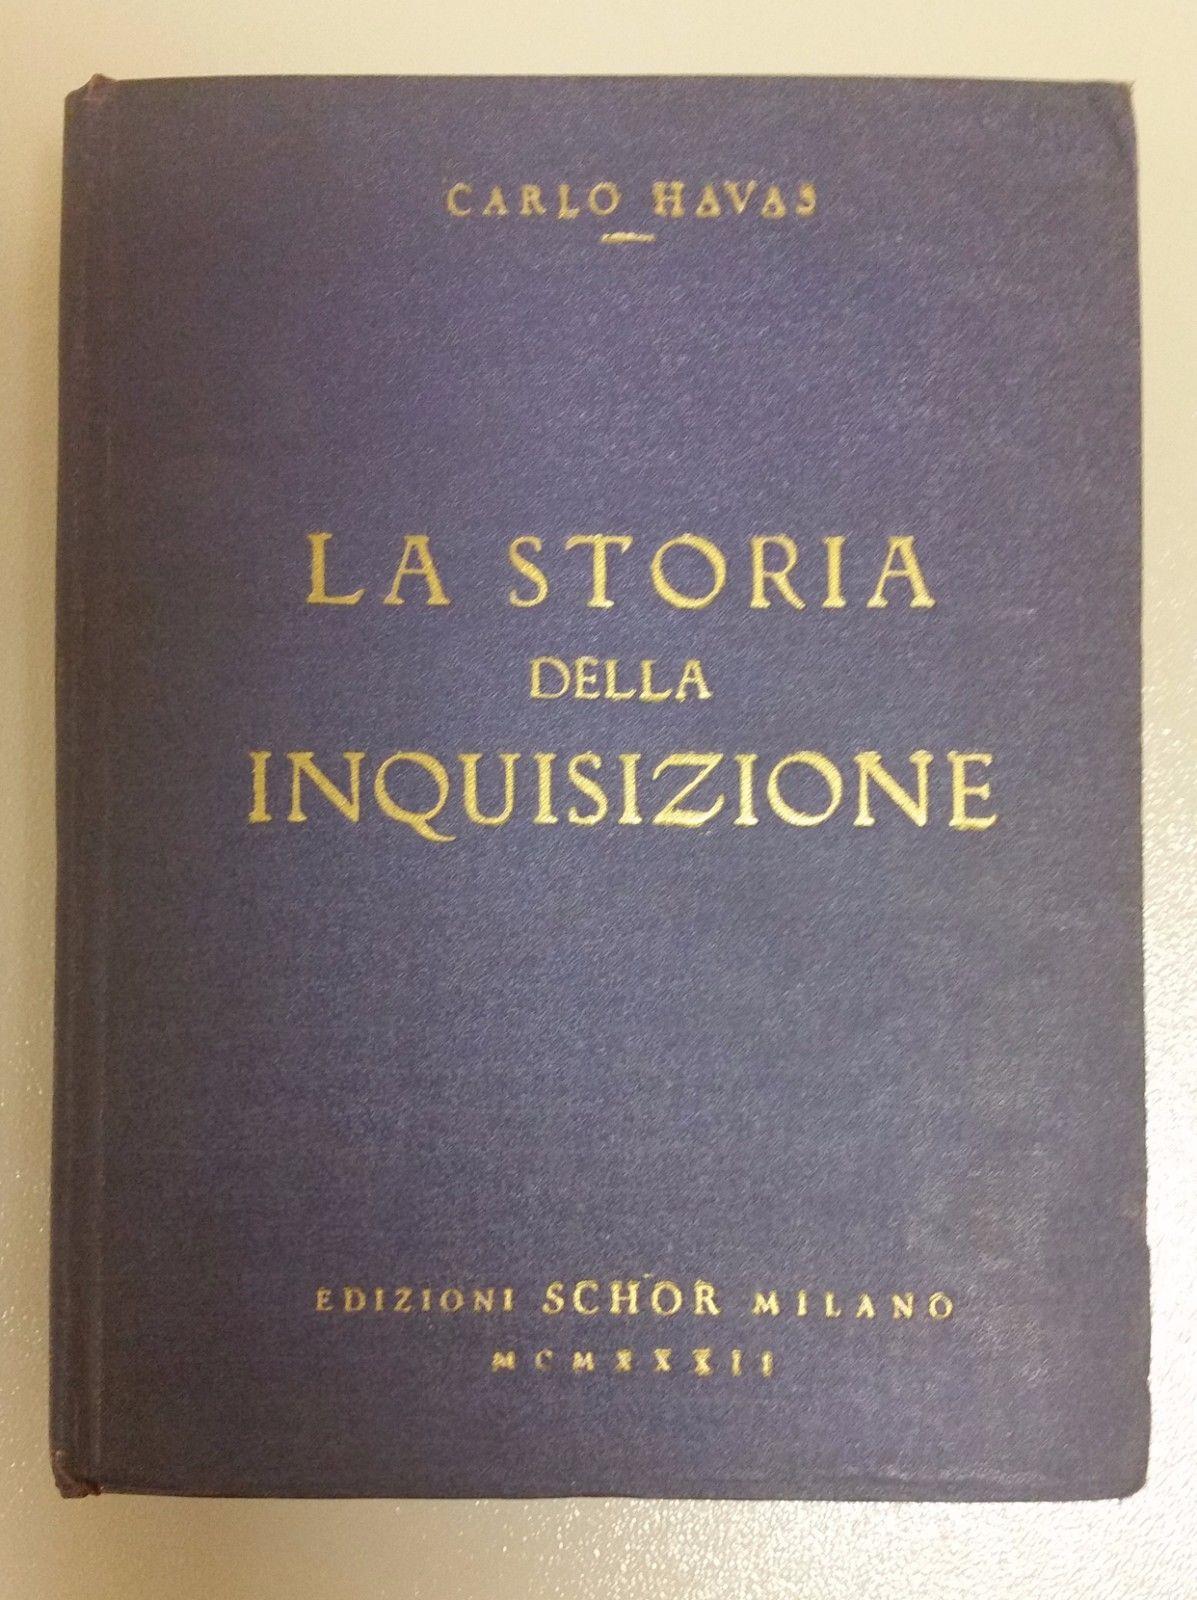 CARLO HAVAS
LA STORIA
DELLA
INQUISIZIONE
EDIZIONI SCHOR MILANO
MCMXXXII